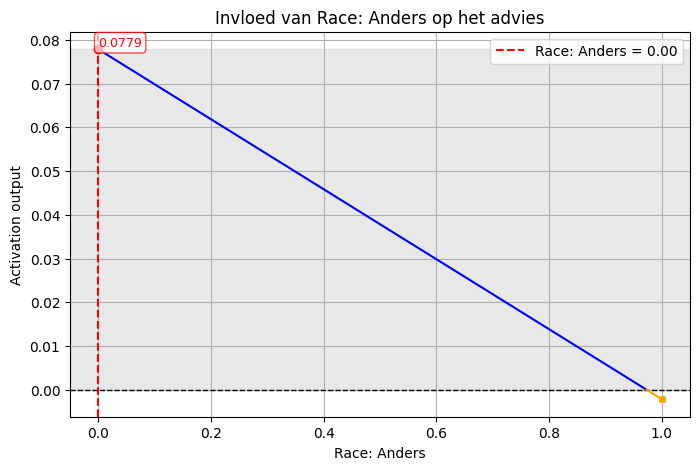 Invloed van Race: Anders op het advies
0.0779
Race: Anders = 0.00
0.08
0.07
0.06
0.05
0.04
0.03
0.02
0.01
0.00
Activation output
0.0 0.2 0.4 0.6 0.8 1.0
Race: Anders